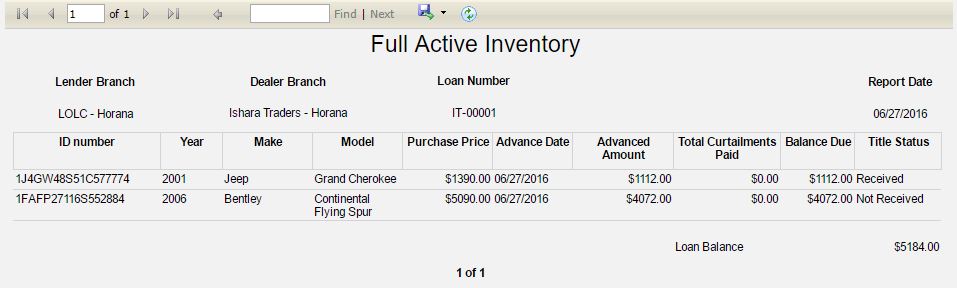 1 of 1 Find | Next
Full Active Inventory
Lender Branch Dealer Branch Loan Number Report Date
LOLC - Horana Ishara Traders - Horana IT-00001 06/27/2016
ID number Year Make Model Purchase Price Advance Date Advanced Total Curtailments Balance Due Title Status
Amount Paid
1J4GW48S51C577774 2001 Jeep Grand Cherokee $1390.00 06/27/2016 $1112.00 $0.00 $1112.00 Received
1FAFP27116S552884 2006 Bentley Continental $5090.00 06/27/2016 $4072.00 $0.00 $4072.00 Not Received
Flying Spur
Loan Balance $5184.00
1 of 1